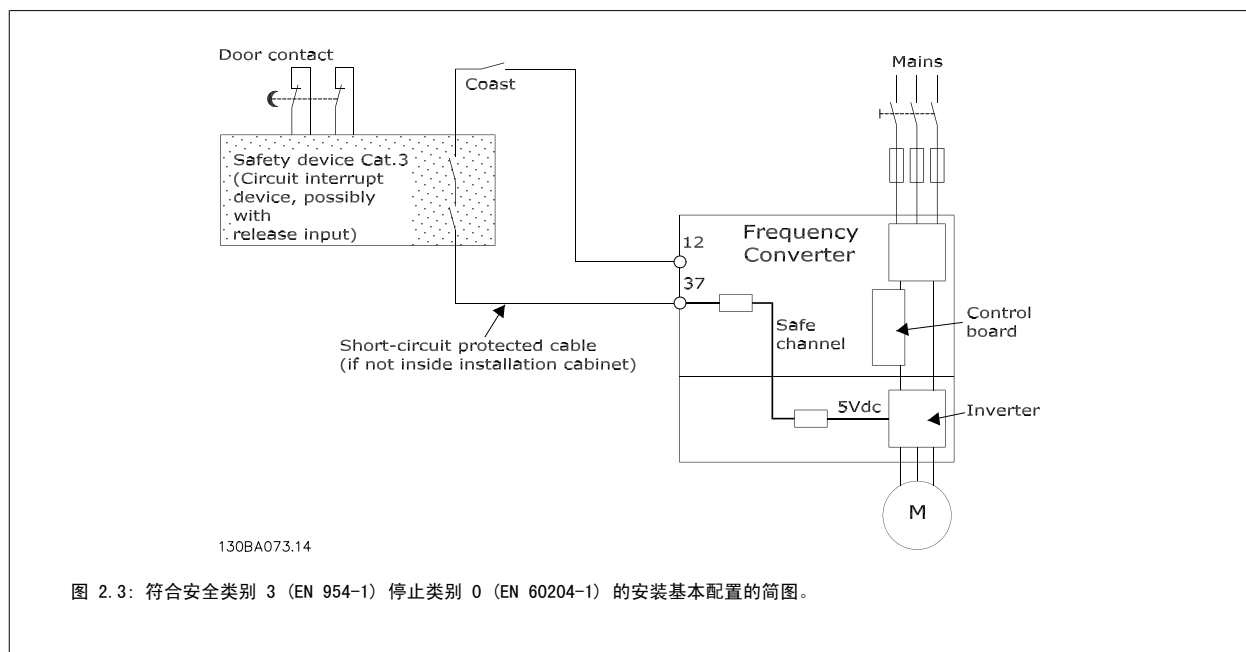 Door contact
Coast
Mains
Safety device Cat.3
(Circuit interrupt
device, possibly
with
release input)
12
37
Frequency
Converter
Safe
channel
Control
board
Short-circuit protected cable
(if not inside installation cabinet)
5Vdc
Inverter
M
130BA073.14
图 2.3: 符合安全类别 3 (EN 954-1) 停止类别 0 (EN 60204-1) 的安装基本配置的简图。